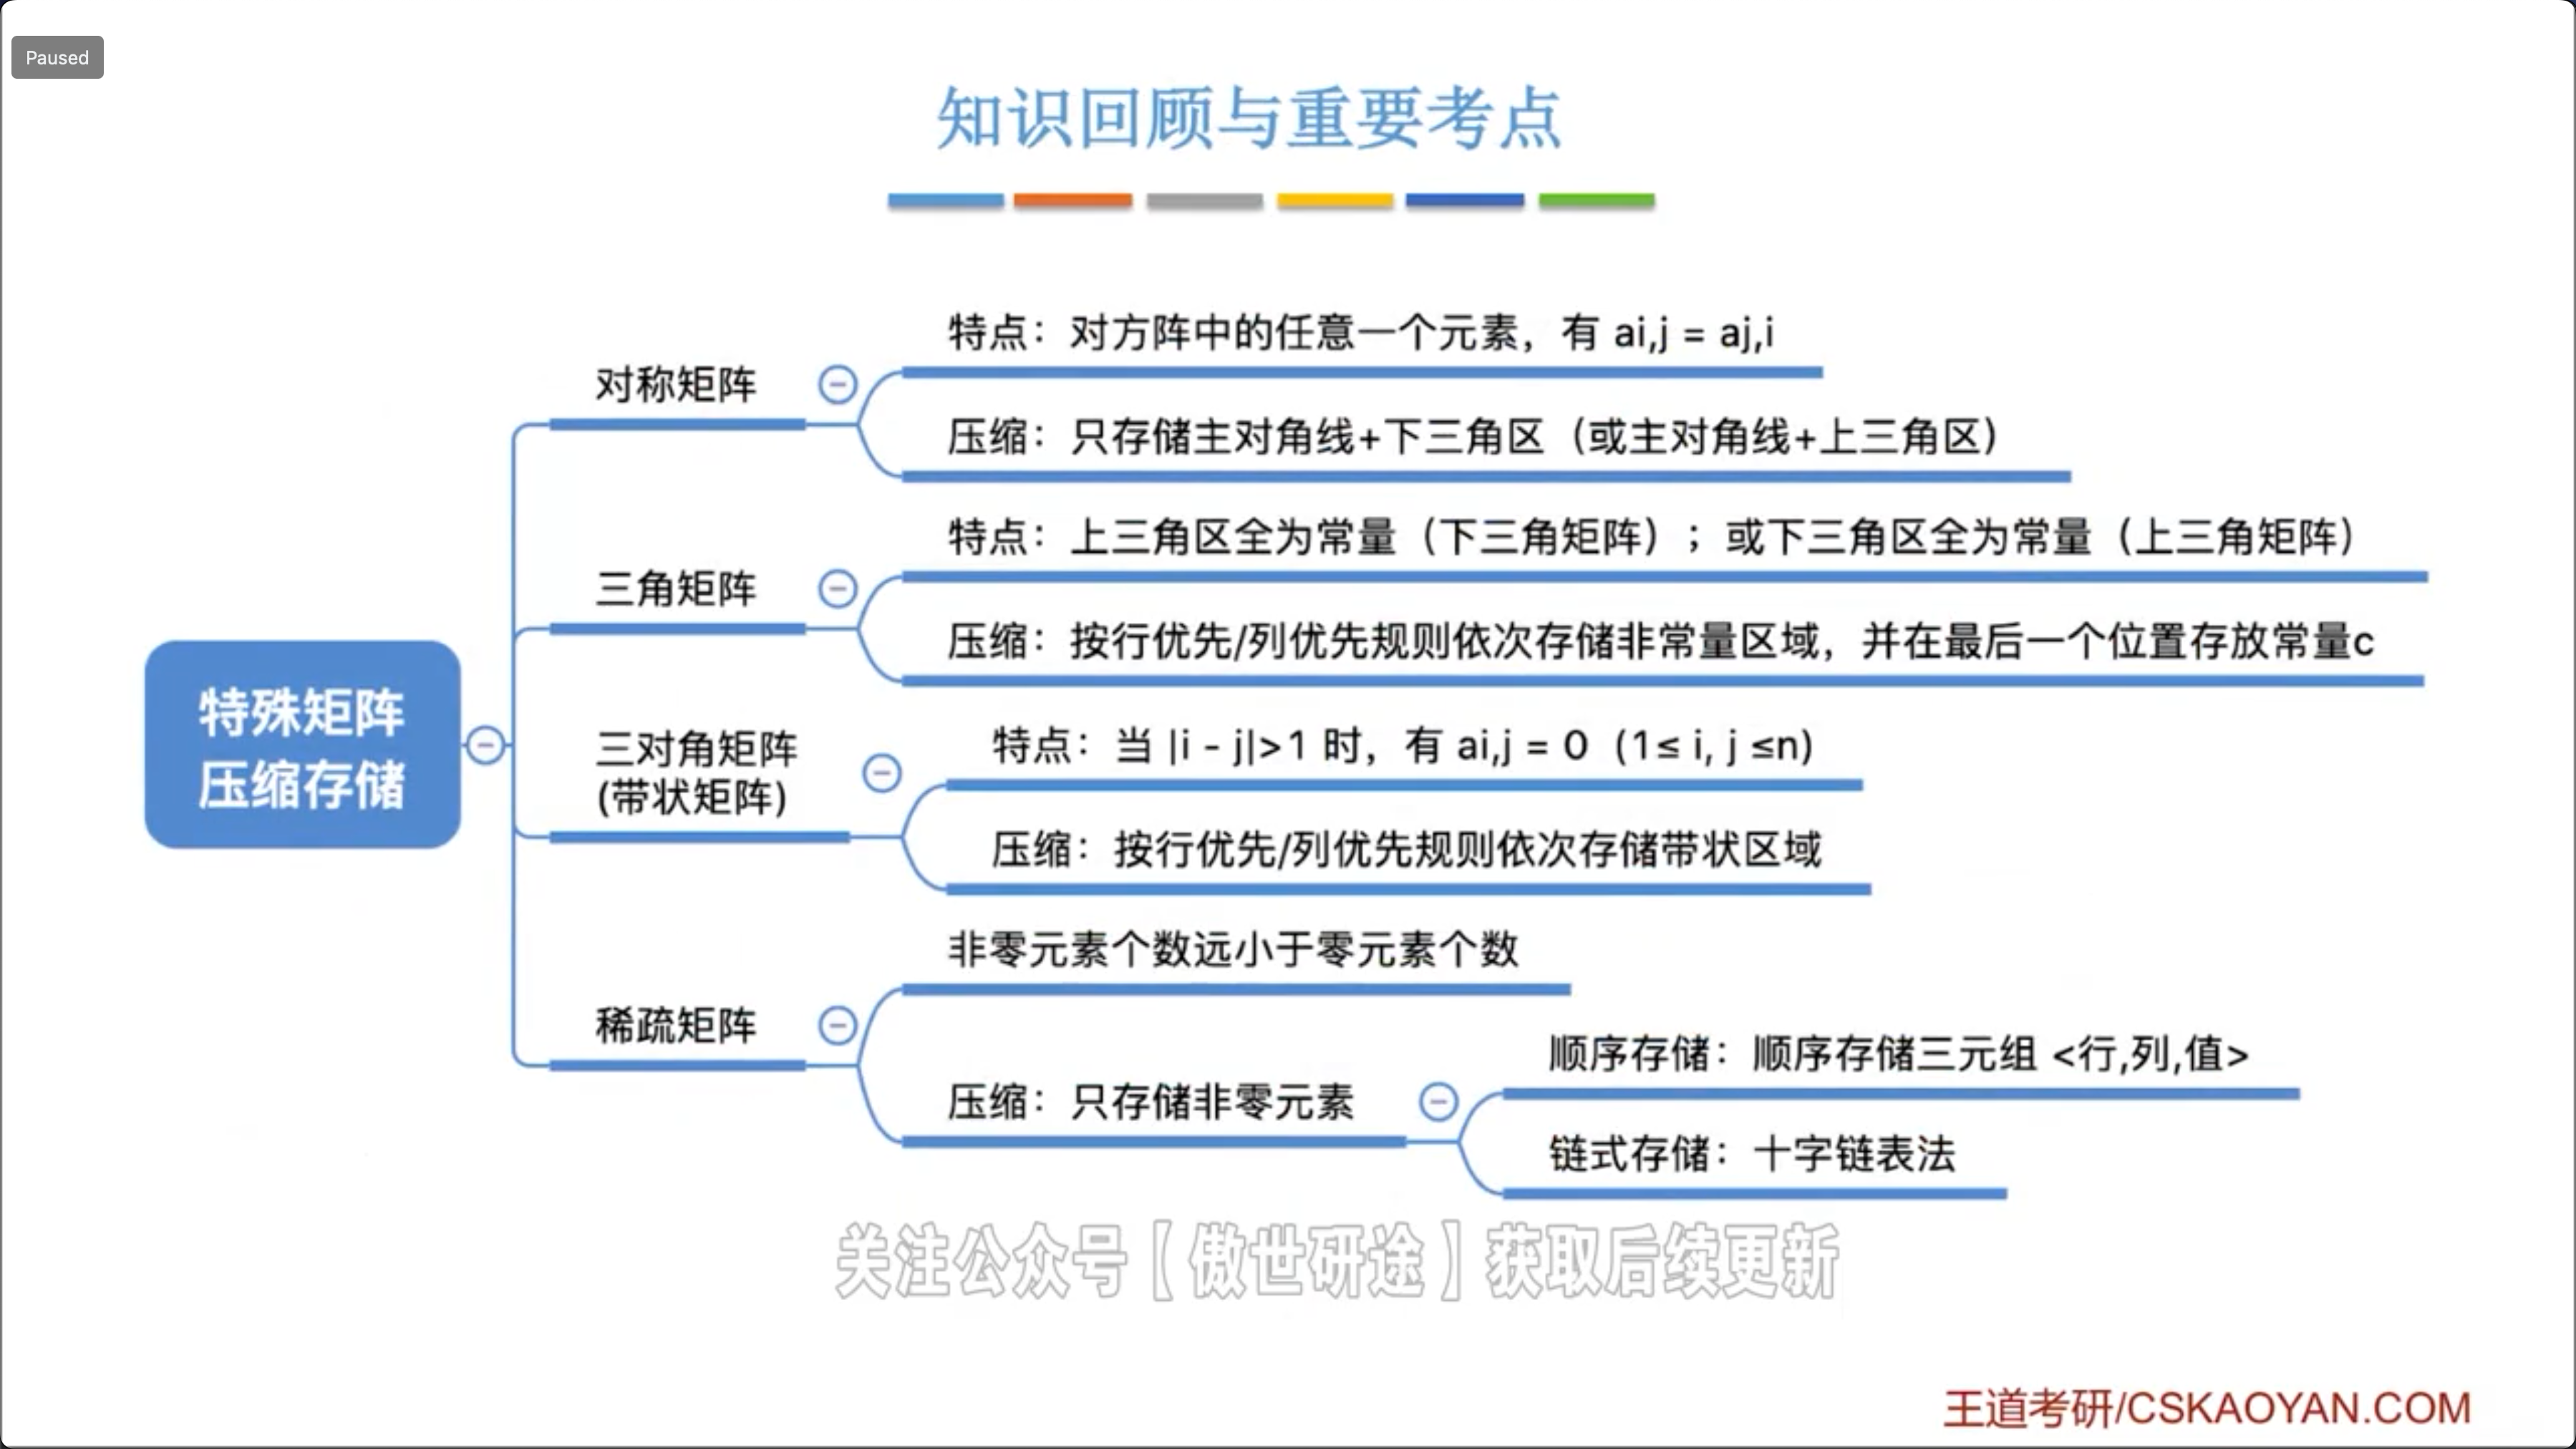 Paused
知识回顾与重要考点
特点：对方阵中的任意一个元素，有 ai,j = aj,i
对称矩阵
压缩：只存储主对角线+下三角区（或主对角线+上三角区）
特点：上三角区全为常量（下三角矩阵）；或下三角区全为常量（上三角矩阵）
三角矩阵
压缩：按行优先/列优先规则依次存储非常量区域，并在最后一个位置存放常量c
特殊矩阵
压缩存储
三对角矩阵
(带状矩阵)
特点：当 |i - j|>1 时，有 ai,j = 0（1≤ i, j ≤n）
压缩：按行优先/列优先规则依次存储带状区域
非零元素个数远小于零元素个数
稀疏矩阵
压缩：只存储非零元素
顺序存储：顺序存储三元组 <行,列,值>
链式存储：十字链表法
关注公众号【傲世研途】获取后续更新
王道考研/CSKAOYAN.COM